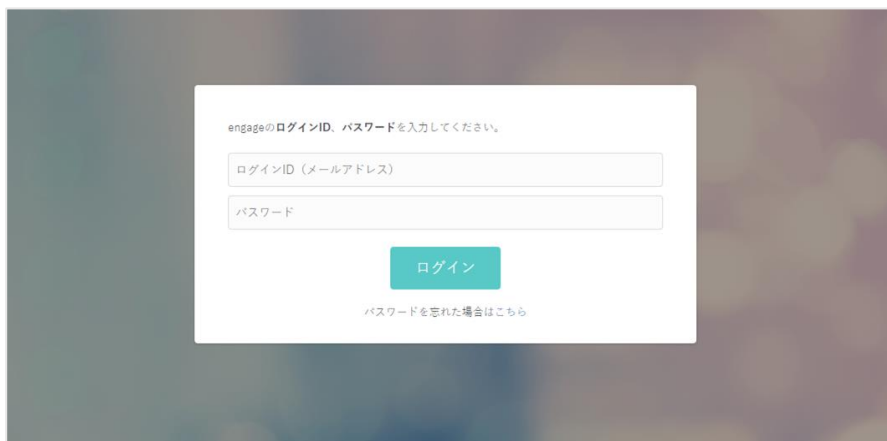 engageのログインID、パスワードを入力してください。
ログインID（メールアドレス）
パスワード
ログイン
パスワードを忘れた場合はこちら